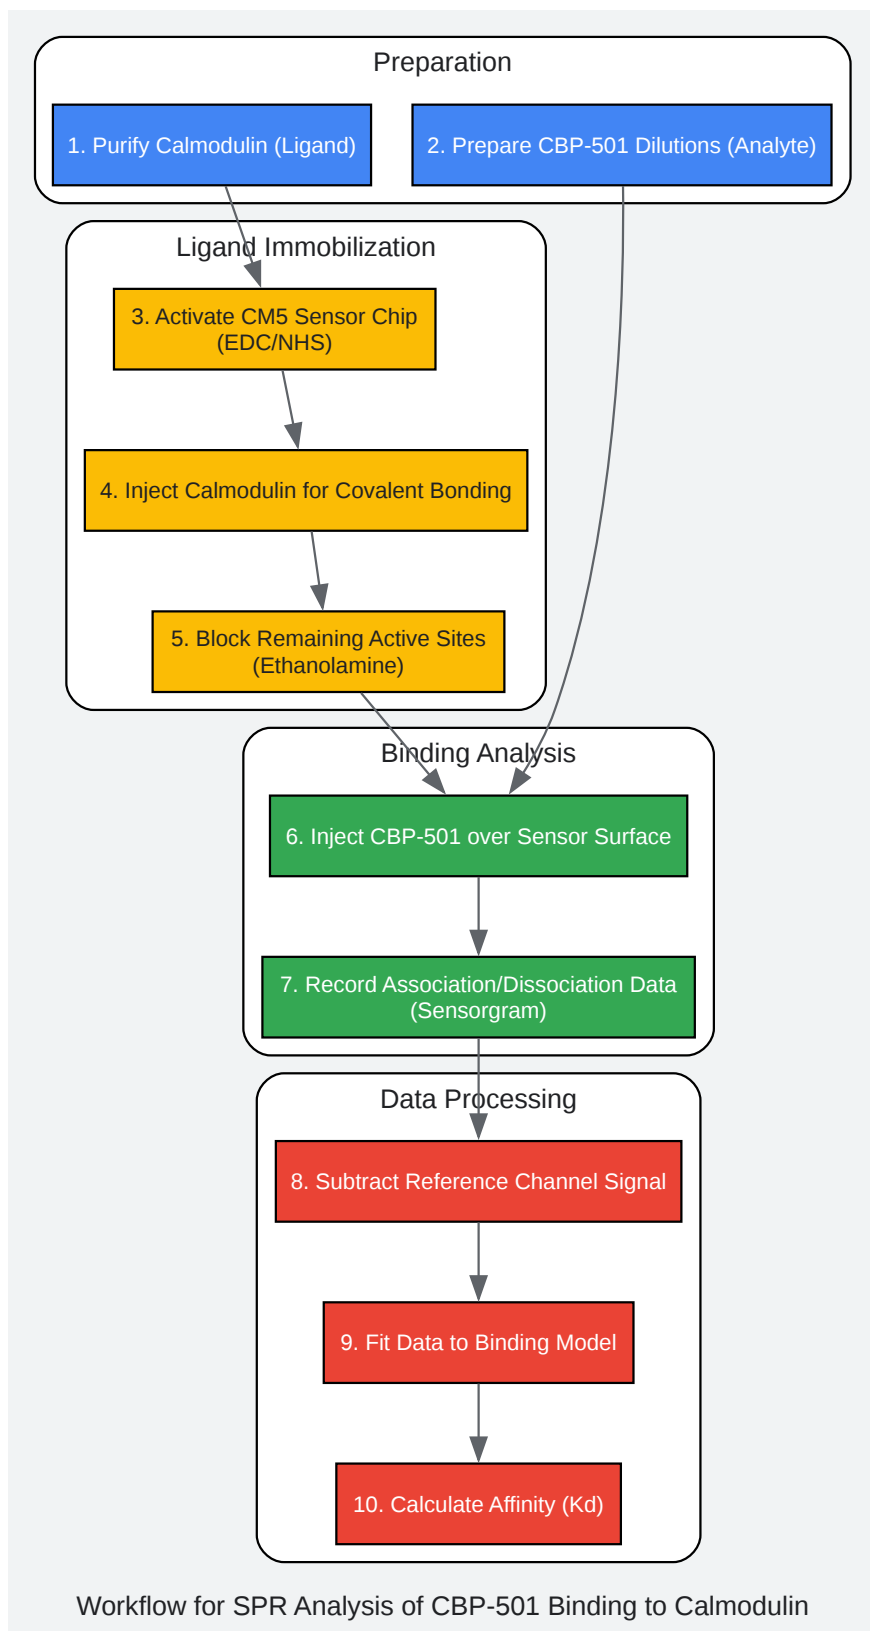 Preparation
1. Purify Calmodulin (Ligand)
2. Prepare CBP-501 Dilutions (Analyte)
Ligand Immobilization
3. Activate CM5 Sensor Chip
(EDC/NHS)
4. Inject Calmodulin for Covalent Bonding
5. Block Remaining Active Sites
(Ethanolamine)
Binding Analysis
6. Inject CBP-501 over Sensor Surface
7. Record Association/Dissociation Data
(Sensorgram)
Data Processing
8. Subtract Reference Channel Signal
9. Fit Data to Binding Model
10. Calculate Affinity (Kd)
Workflow for SPR Analysis of CBP-501 Binding to Calmodulin